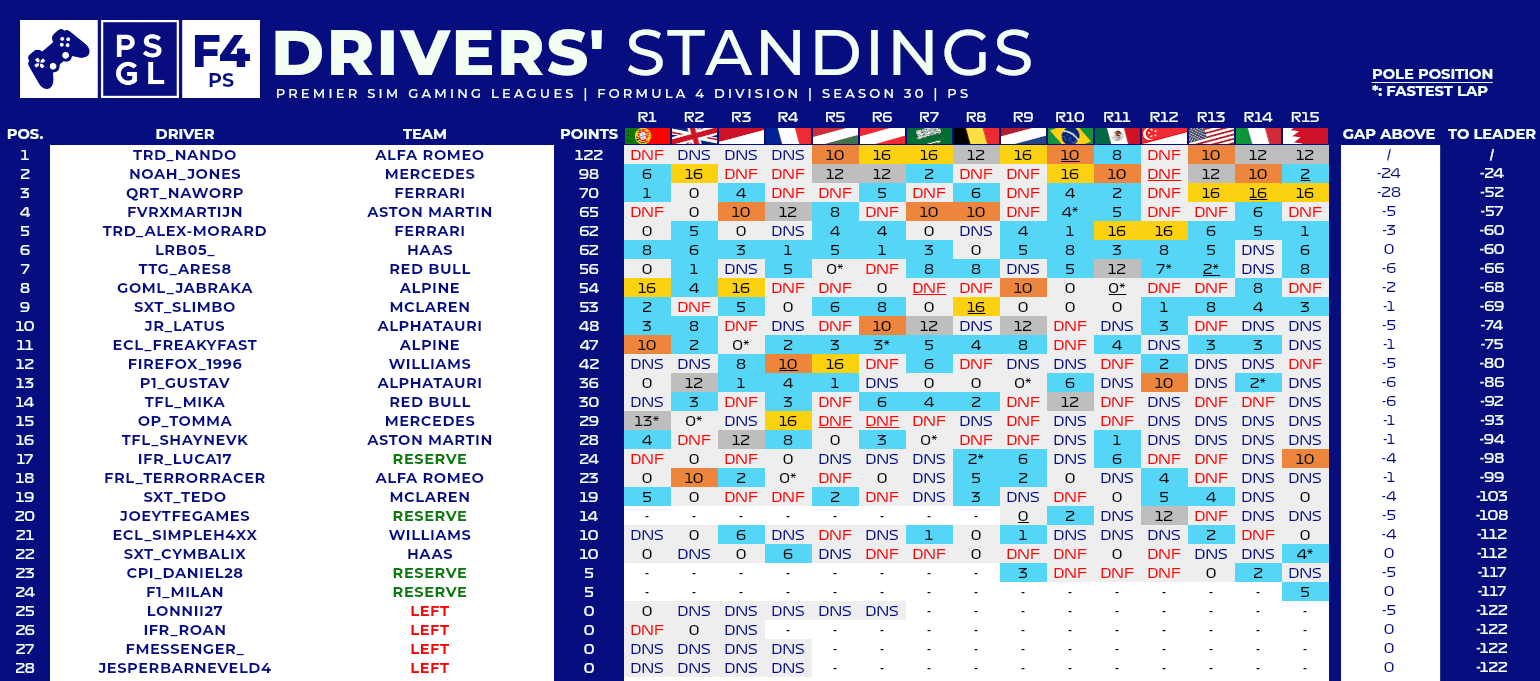 PS
GL
F4
PS
DRIVERS' STANDINGS
PREMIER SIM GAMING LEAGUES | FORMULA 4 DIVISION | SEASON 30 | PS
POLE POSITION
*: FASTEST LAP
R1 R2 R3 R4 R5 R6 R7 R8 R9 R10 R11 R12 R13 R14 R15
POS. DRIVER TEAM POINTS GAP ABOVE TO LEADER
1 TRD_NANDO ALFA ROMEO 122 DNF DNS DNS DNS 10 16 16 12 16 10 8 DNF 10 12 12 / /
2 NOAH_JONES MERCEDES 98 6 16 DNF DNF 12 12 2 DNF DNF 16 10 DNF 12 10 2 -24 -24
3 QRT_NAWORP FERRARI 70 1 0 4 DNF DNF 5 DNF 6 DNF 4 2 DNF 16 16 16 -28 -52
4 FVRXMARTIJN ASTON MARTIN 65 DNF 0 10 12 8 DNF 10 10 DNF 4* 5 DNF DNF 6 DNF -5 -57
5 TRD_ALEX-MORARD FERRARI 62 0 5 0 DNS 4 4 0 DNS 4 1 16 16 6 5 1 -3 -60
6 LRB05_ HAAS 62 8 6 3 1 5 1 3 0 5 8 3 8 5 DNS 6 0 -60
7 TTG_ARES8 RED BULL 56 0 1 DNS 5 0* DNF 8 8 DNS 5 12 7* 2* DNS 8 -6 -66
8 GOML_JABRAKA ALPINE 54 16 4 16 DNF DNF 0 DNF DNF 10 0 0* DNF DNF 8 DNF -2 -68
9 SXT_SLIMBO MCLAREN 53 2 DNF 5 0 6 8 0 16 0 0 0 1 8 4 3 -1 -69
10 JR_LATUS ALPHATAURI 48 3 8 DNF DNS DNF 10 12 DNS 12 DNF DNS 3 DNF DNS DNS -5 -74
11 ECL_FREAKYFAST ALPINE 47 10 2 0* 2 3 3* 5 4 8 DNF 4 DNS 3 3 DNS -1 -75
12 FIREFOX_1996 WILLIAMS 42 DNS DNS 8 10 16 DNF 6 DNF DNS DNS DNF 2 DNS DNS DNF -5 -80
13 P1_GUSTAV ALPHATAURI 36 0 12 1 4 1 DNS 0 0 0* 6 DNS 10 DNS 2* DNS -6 -86
14 TFL_MIKA RED BULL 30 DNS 3 DNF 3 DNF 6 4 2 DNF 12 DNF DNS DNF DNF DNS -6 -92
15 OP_TOMMA MERCEDES 29 13* 0* DNS 16 DNF DNF DNF DNS DNF DNS DNF DNS DNS DNS DNS -1 -93
16 TFL_SHAYNEVK ASTON MARTIN 28 4 DNF 12 8 0 3 0* DNF DNF DNS 1 DNS DNS DNS DNS -1 -94
17 IFR_LUCA17 RESERVE 24 DNF 0 DNF 0 DNS DNS DNS 2* 6 DNS 6 DNF DNF DNS 10 -4 -98
18 FRL_TERRORRACER ALFA ROMEO 23 0 10 2 0* DNF 0 DNS 5 2 0 DNS 4 DNF DNS DNS -1 -99
19 SXT_TEDO MCLAREN 19 5 0 DNF DNF 2 DNF DNS 3 DNS DNF 0 5 4 DNS 0 -4 -103
20 JOEYTFEGAMES RESERVE 14 - - - - - - - - 0 2 DNS 12 DNF DNS DNS -5 -108
21 ECL_SIMPLEH4XX WILLIAMS 10 DNS 0 6 DNS DNF DNS 1 0 1 DNS DNS DNS 2 DNF 0 -4 -112
22 SXT_CYMBALIX HAAS 10 0 DNS 0 6 DNS DNF DNF 0 DNF DNF 0 DNF DNS DNS 4* 0 -112
23 CPI_DANIEL28 RESERVE 5 - - - - - - - - 3 DNF DNF DNF 0 2 DNS -5 -117
24 F1_MILAN RESERVE 5 - - - - - - - - - - - - - - 5 0 -117
25 LONNII27 LEFT 0 0 DNS DNS DNS DNS DNS - - - - - - - - - -5 -122
26 IFR_ROAN LEFT 0 DNF 0 DNS - - - - - - - - - - - - 0 -122
27 FMESSENGER_ LEFT 0 DNS DNS DNS DNS - - - - - - - - - - - 0 -122
28 JESPERBARNEVELD4 LEFT 0 DNS DNS DNS DNS - - - - - - - - - - - 0 -122